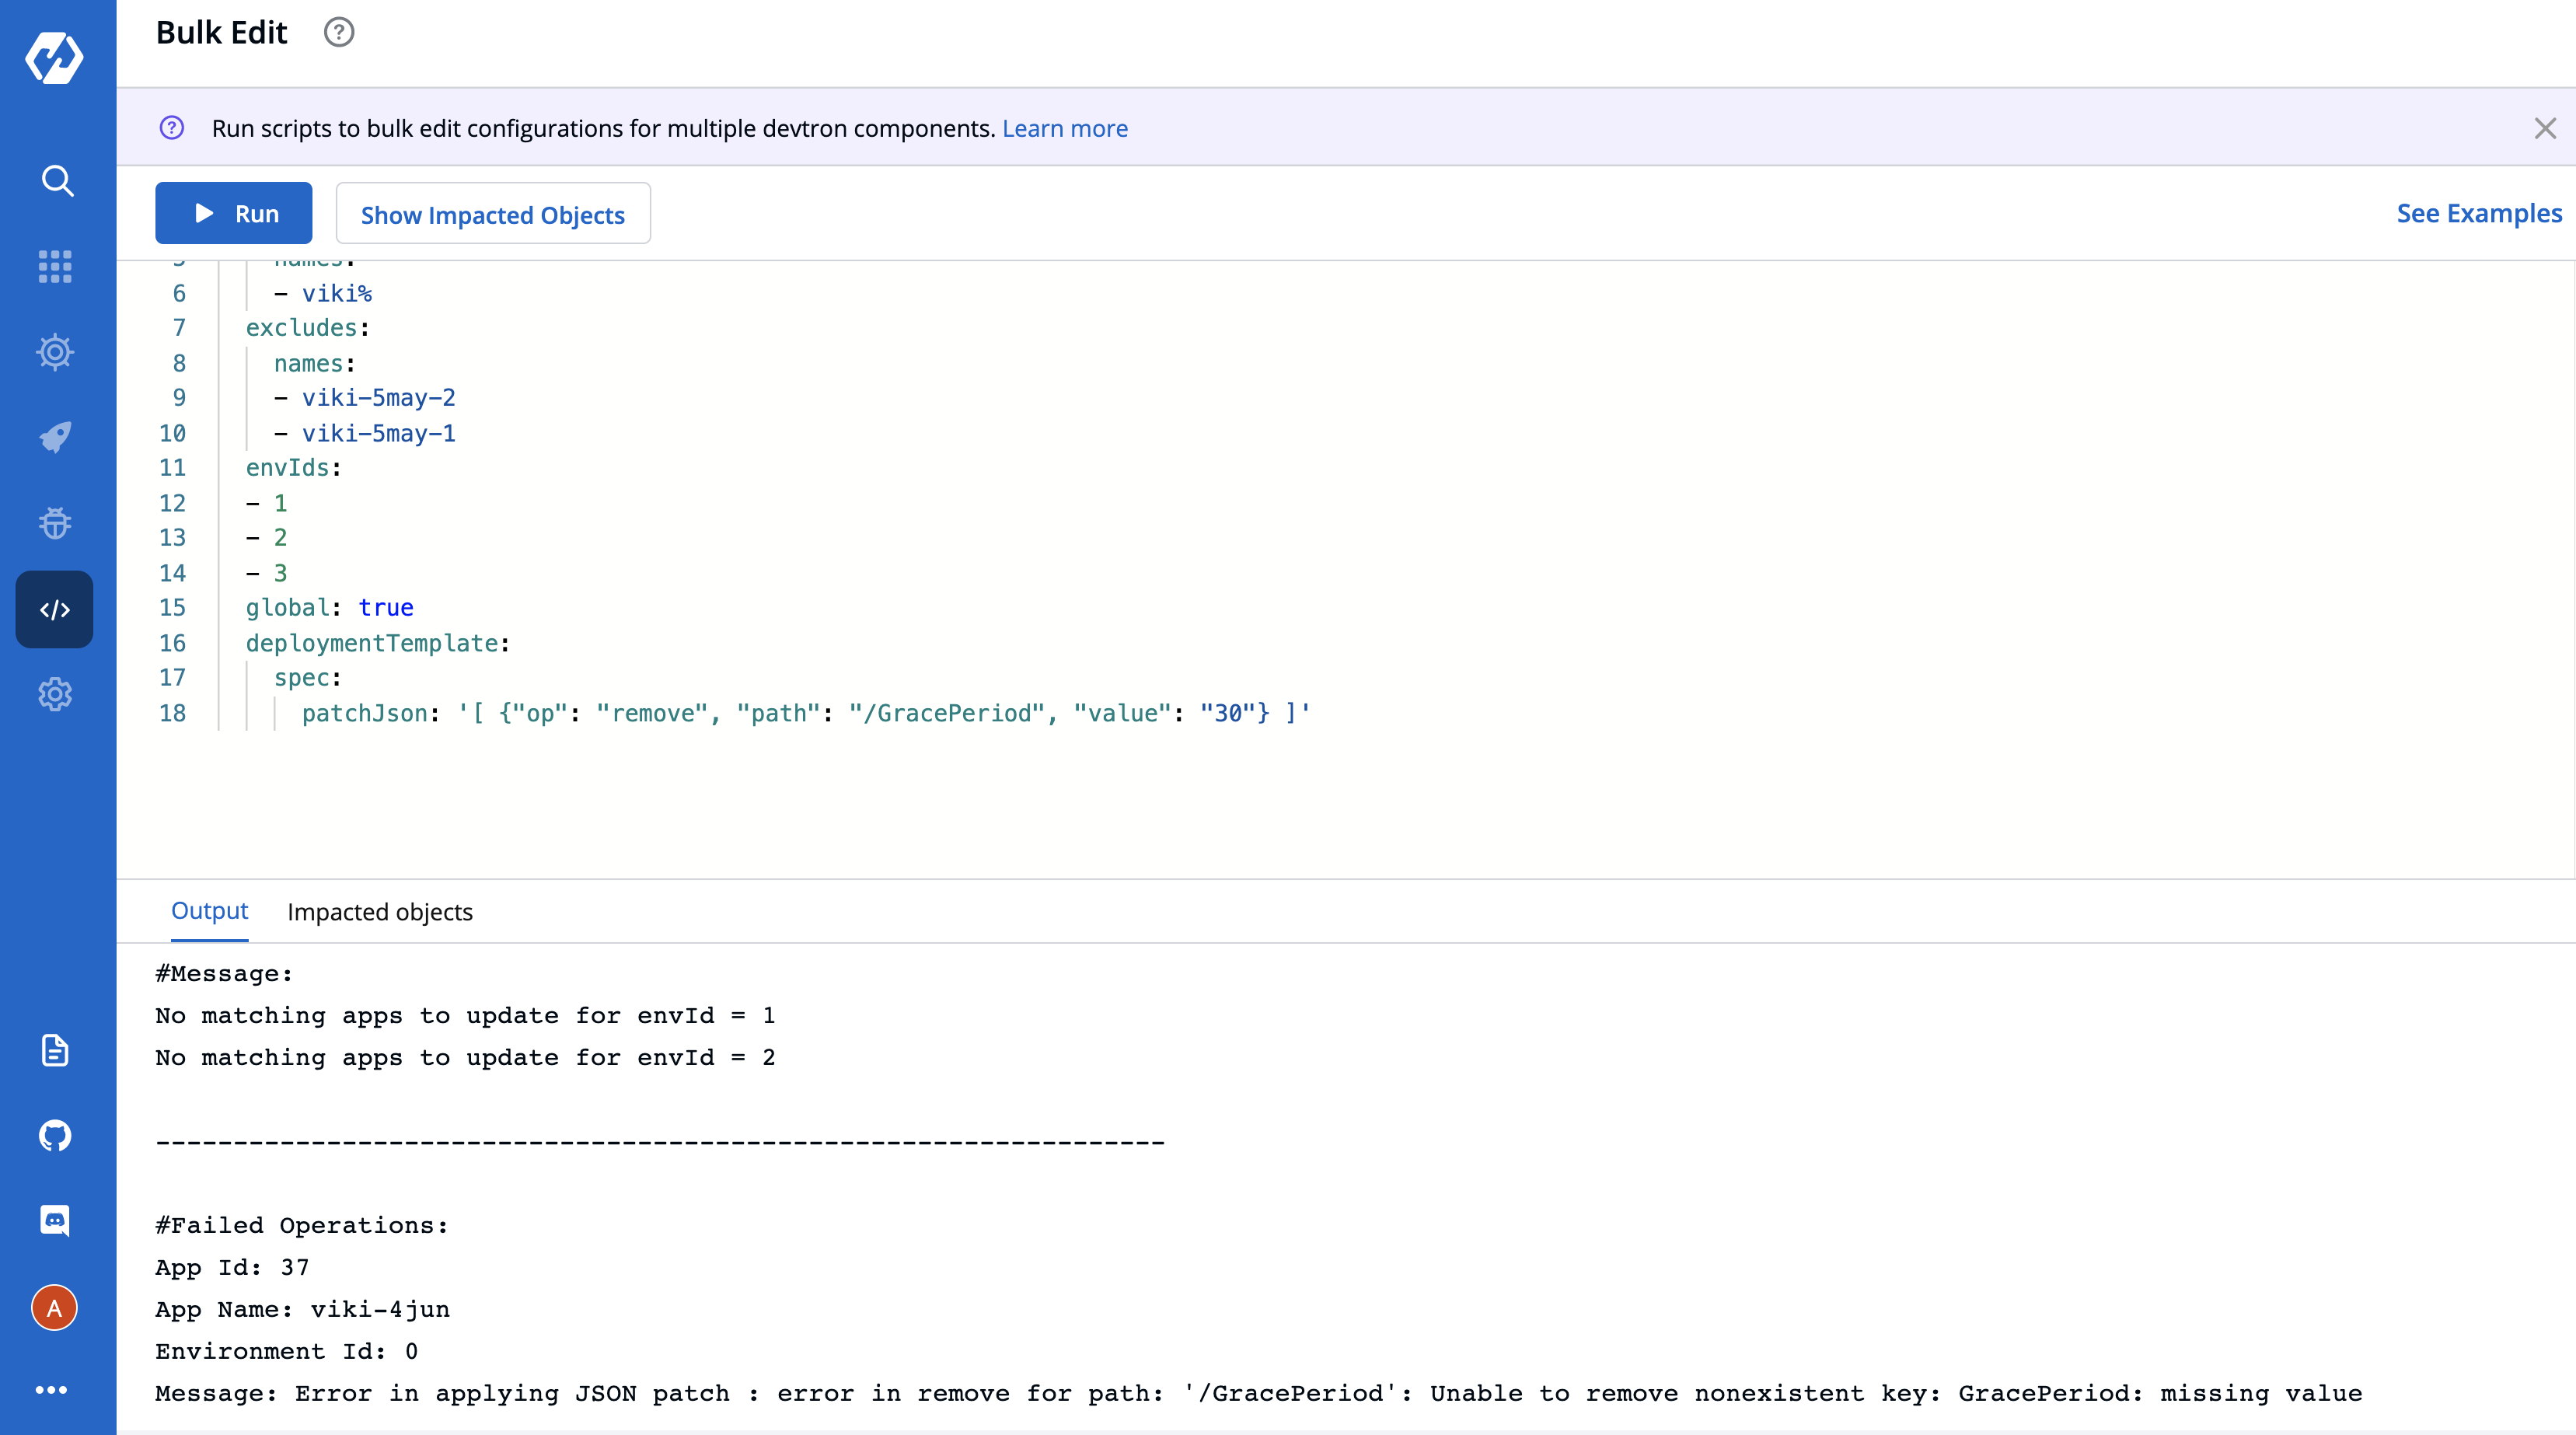 Bulk Edit ?
? Run scripts to bulk edit configurations for multiple devtron components. Learn more
Run Show Impacted Objects See Examples
6 - viki%
7 excludes:
8 names:
9 - viki-5may-2
10 - viki-5may-1
11 envIds:
12 - 1
13 - 2
14 - 3
15 global: true
16 deploymentTemplate:
17 spec:
18 patchJson: '[ {"op": "remove", "path": "/GracePeriod", "value": "30"} ]'
Output Impacted objects
#Message:
No matching apps to update for envId = 1
No matching apps to update for envId = 2
-----------------------------------------------------------------
#Failed Operations:
App Id: 37
App Name: viki-4jun
A
Environment Id: 0
Message: Error in applying JSON patch : error in remove for path: '/GracePeriod': Unable to remove nonexistent key: GracePeriod: missing value